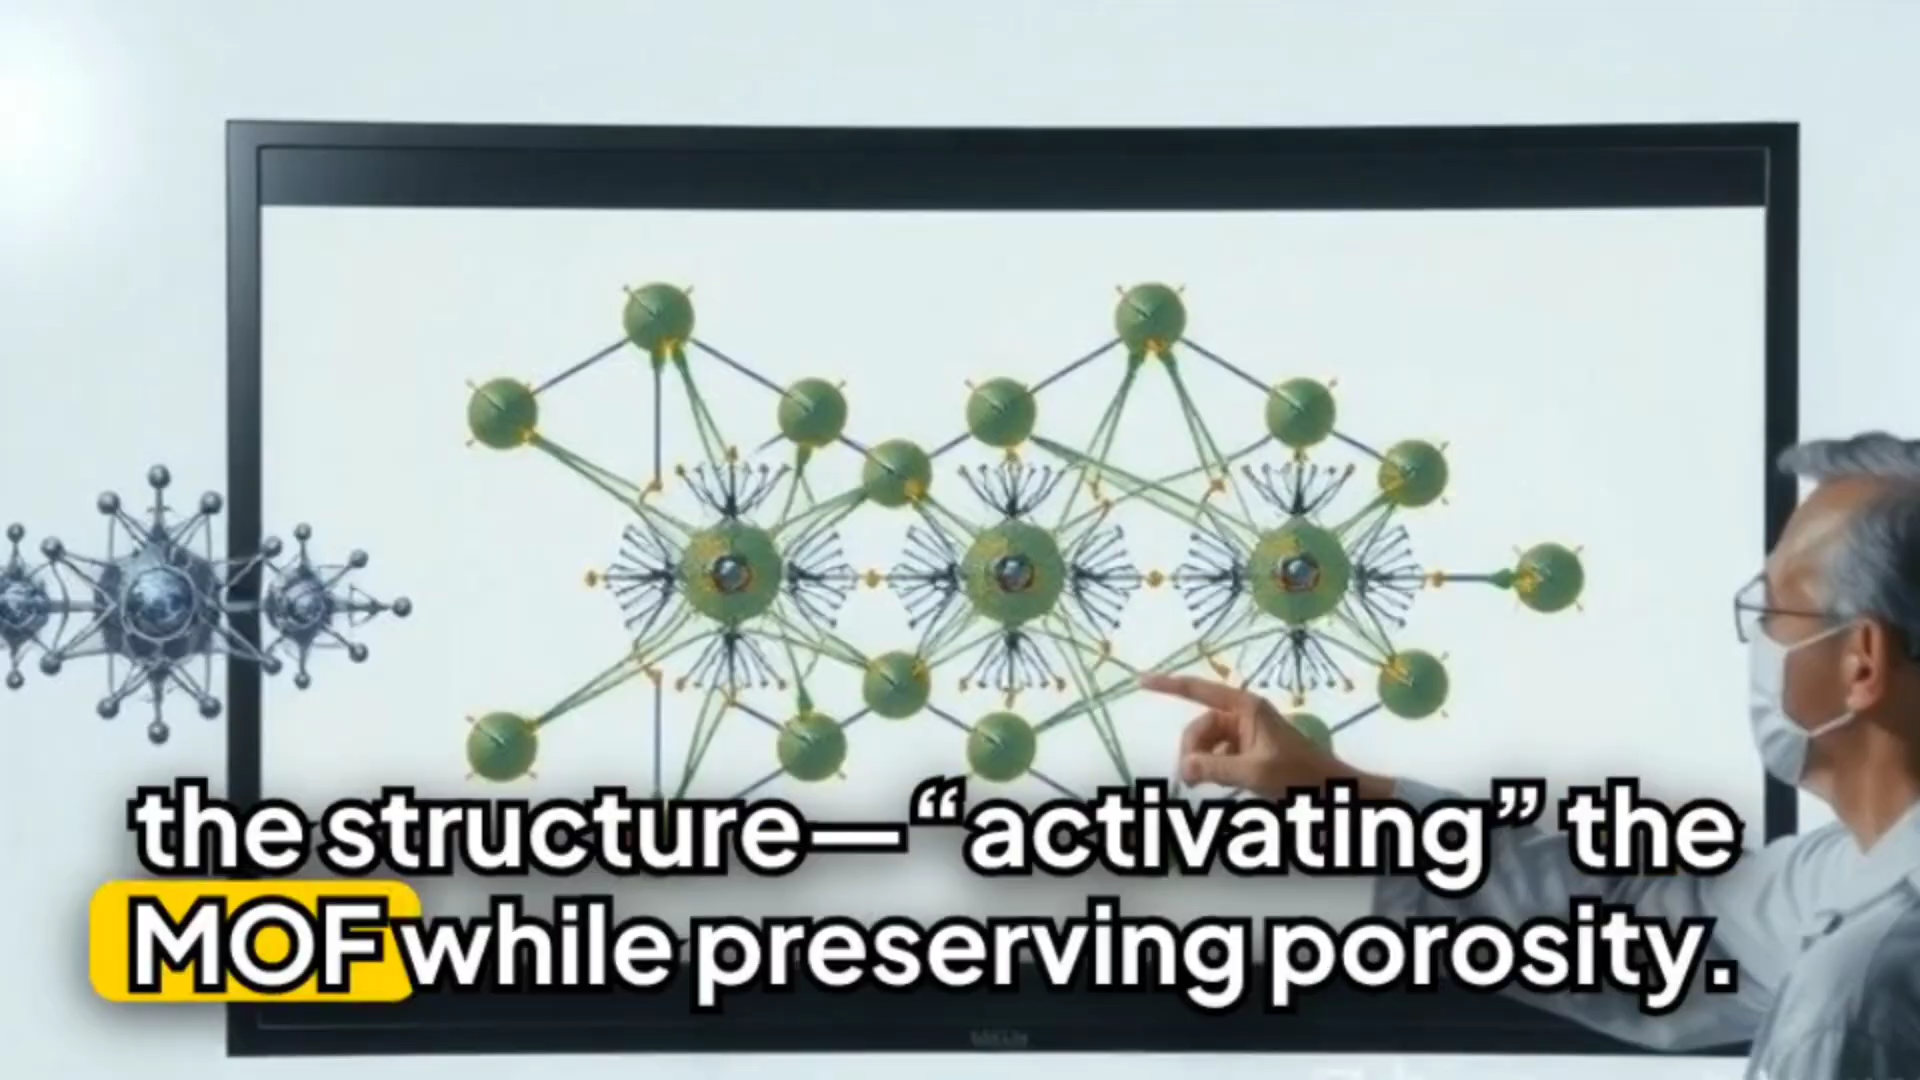 the structure—“activating” the
MOF while preserving porosity.